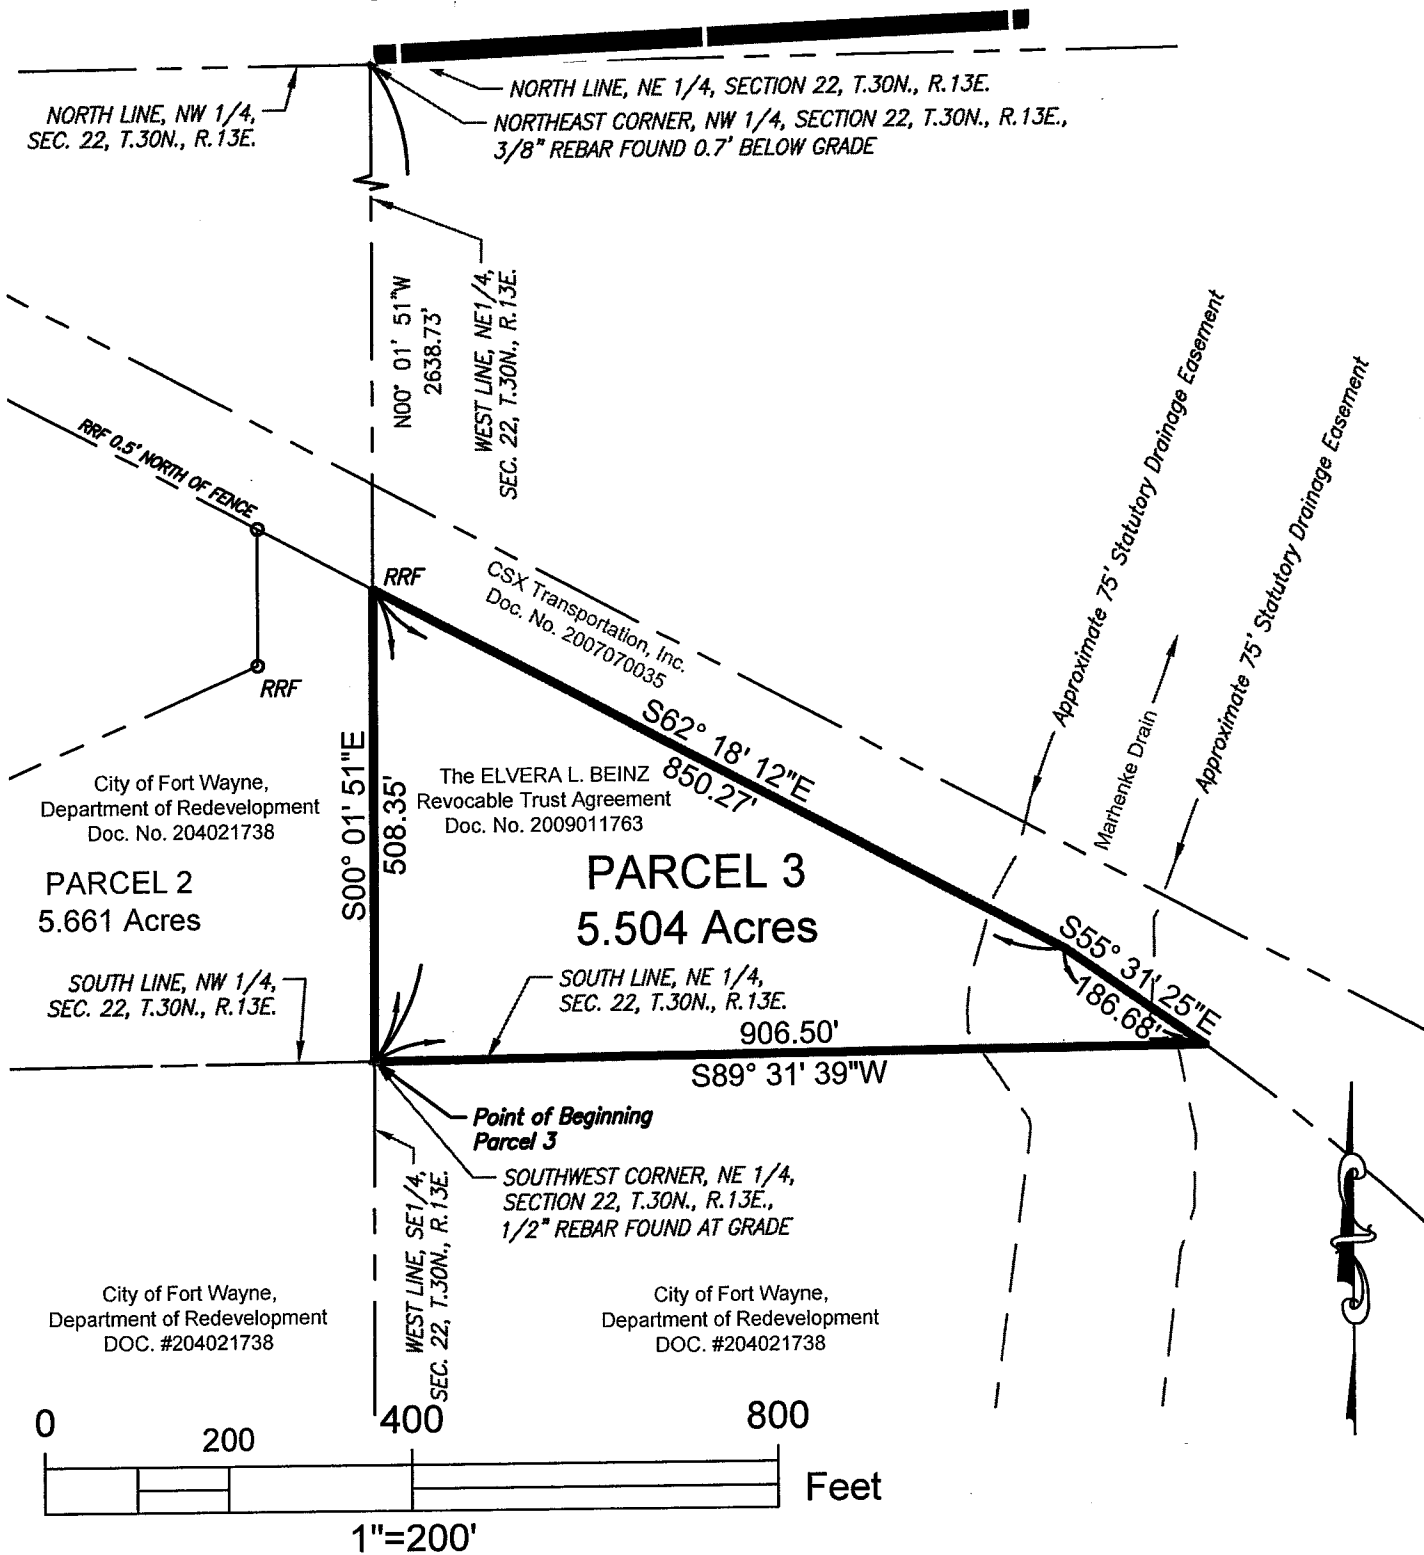 NORTH LINE, NW 1/4,
SEC. 22, T.30N., R.13E.
NORTH LINE, NE 1/4, SECTION 22, T.30N., R.13E.
NORTHEAST CORNER, NW 1/4, SECTION 22, T.30N., R.13E.,
3/8" REBAR FOUND 0.7' BELOW GRADE
N00° 01' 51"W
2638.73'
WEST LINE, NE1/4,
SEC. 22, T.30N., R.13E.
RRF 0.5' NORTH OF FENCE
RRF
RRF
CSX Transportation, Inc.
Doc. No. 2007070035
Approximate 75' Statutory Drainage Easement
Marhenke Drain
Approximate 75' Statutory Drainage Easement
S62° 18' 12"E
850.27'
S00° 01' 51"E
508.35'
City of Fort Wayne,
Department of Redevelopment
Doc. No. 204021738
The ELVERA L. BEINZ
Revocable Trust Agreement
Doc. No. 2009011763
PARCEL 2
5.661 Acres
PARCEL 3
5.504 Acres
S55° 31' 25"E
186.68'
SOUTH LINE, NW 1/4,
SEC. 22, T.30N., R.13E.
SOUTH LINE, NE 1/4,
SEC. 22, T.30N., R.13E.
906.50'
S89° 31' 39"W
Point of Beginning
Parcel 3
SOUTHWEST CORNER, NE 1/4,
SECTION 22, T.30N., R.13E.,
1/2" REBAR FOUND AT GRADE
WEST LINE, SE1/4,
SEC. 22, T.30N., R.13E.
City of Fort Wayne,
Department of Redevelopment
DOC. #204021738
City of Fort Wayne,
Department of Redevelopment
DOC. #204021738
0
200
400
800
Feet
1"=200'